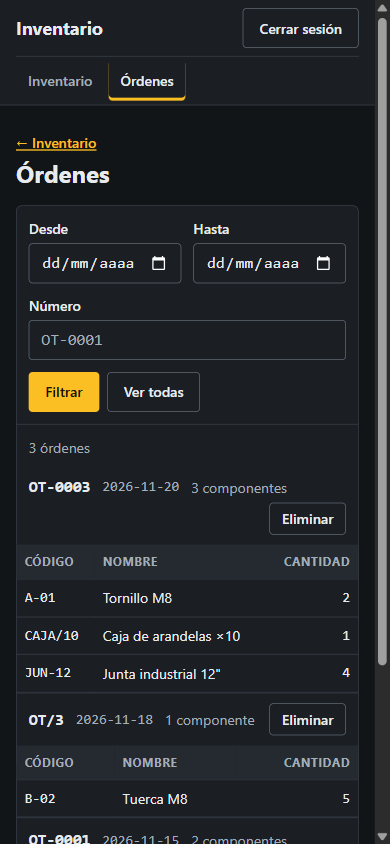 Inventario
Cerrar sesión
Inventario
Órdenes
← Inventario
Órdenes
Desde
Hasta
dd/mm/aaaa
dd/mm/aaaa
Número
OT-0001
Filtrar
Ver todas
3 órdenes
OT-0003 2026-11-20 3 componentes
Eliminar
CÓDIGO NOMBRE CANTIDAD
A-01 Tornillo M8 2
CAJA/10 Caja de arandelas ×10 1
JUN-12 Junta industrial 12" 4
OT/3 2026-11-18 1 componente Eliminar
CÓDIGO NOMBRE CANTIDAD
B-02 Tuerca M8 5
OT-0001 2026-11-15 2 componentes